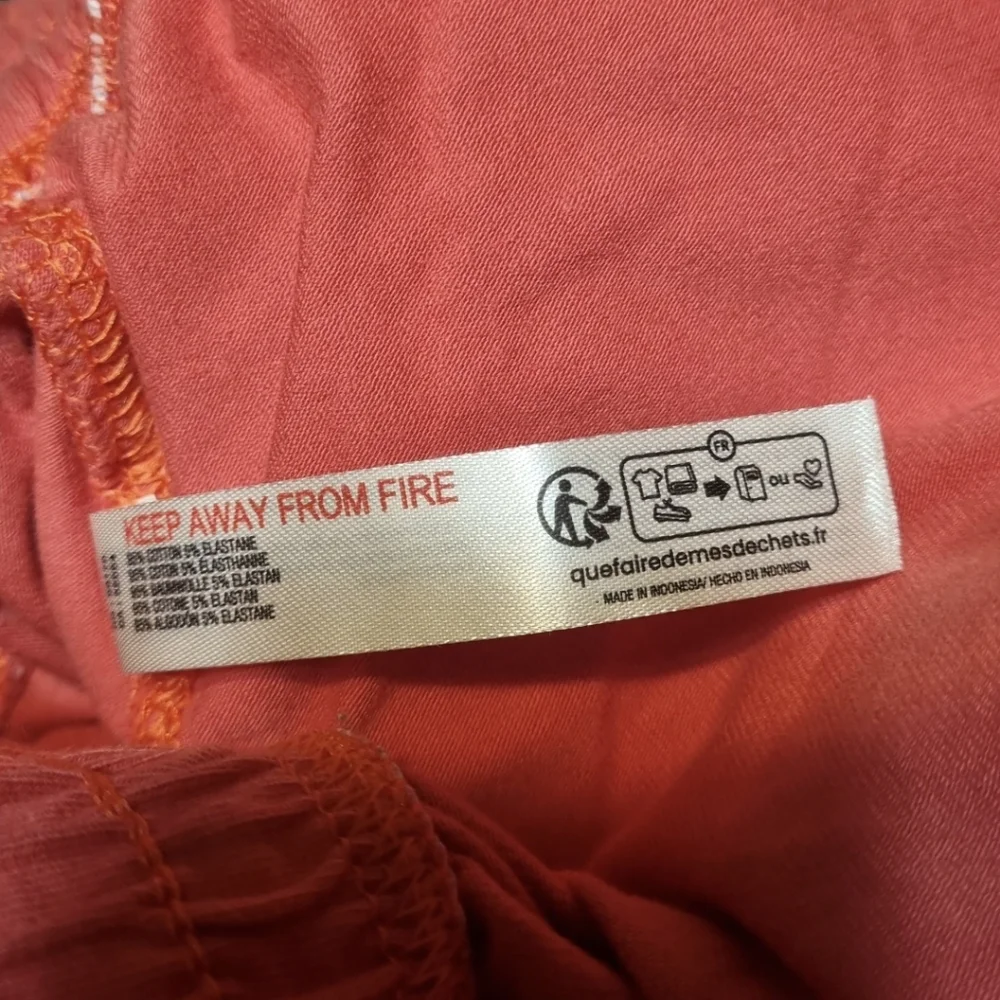 KEEP AWAY FROM FIRE
95% COTTON 5% ELASTANE
95% COTON 5% ELASTHANNE
95% BAUMWOLLE 5% ELASTAN
95% COTONE 5% ELASTAN
95% ALGODON 5% ELASTANE
FR
OU
quefairedemesdechets.fr
MADE IN INDONESIA/ HECHO EN INDONESIA